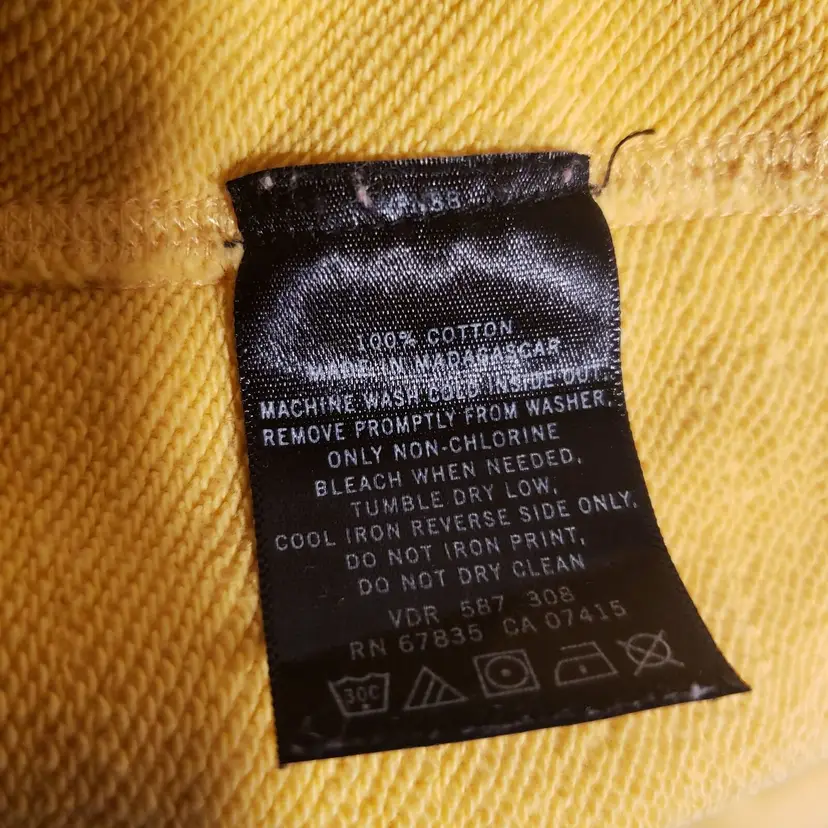 100% COTTON
MADE IN MADAGASCAR
MACHINE WASH COLD INSIDE OUT,
REMOVE PROMPTLY FROM WASHER,
ONLY NON-CHLORINE
BLEACH WHEN NEEDED,
TUMBLE DRY LOW,
COOL IRON REVERSE SIDE ONLY,
DO NOT IRON PRINT,
DO NOT DRY CLEAN
VDR 587 308
RN 67835 CA 07415
30C